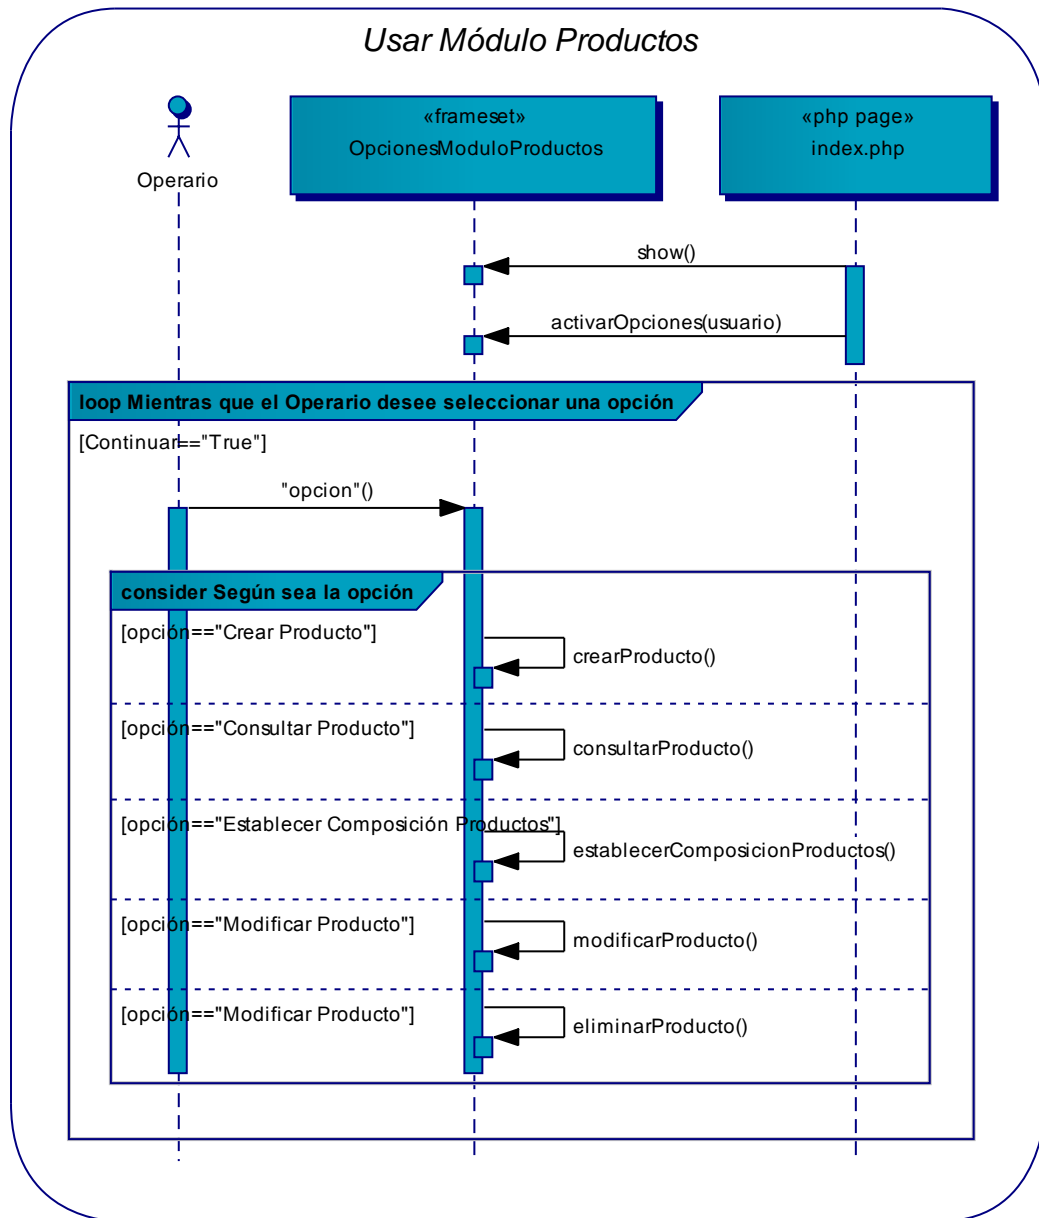 Usar Módulo Productos
«frameset»
OpcionesModuloProductos
«php page»
index.php
Operario
show()
activarOpciones(usuario)
loop Mientras que el Operario desee seleccionar una opción
[Continuar=="True"]
"opcion"()
consider Según sea la opción
[opción=="Crear Producto"]
crearProducto()
[opción=="Consultar Producto"]
consultarProducto()
[opción=="Establecer Composición Productos"]
establecerComposicionProductos()
[opción=="Modificar Producto"]
modificarProducto()
[opción=="Modificar Producto"]
eliminarProducto()